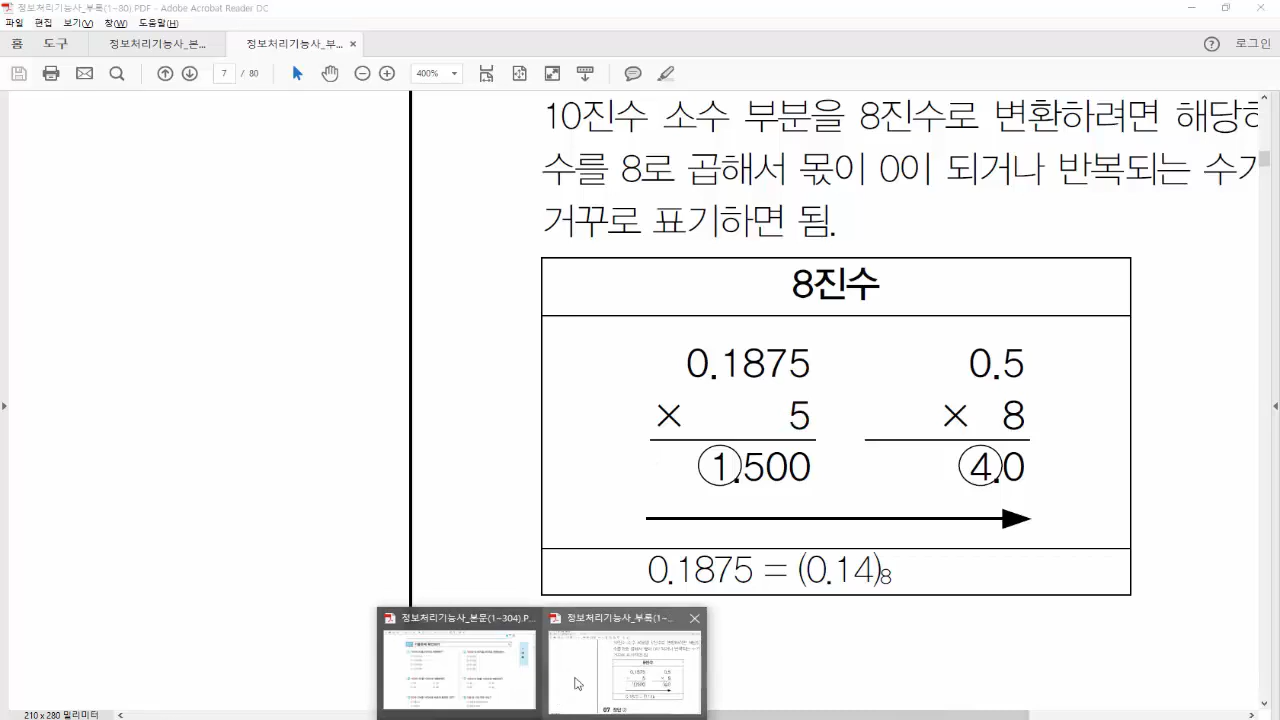 정보처리기능사_부록(1~80).PDF - Adobe Acrobat Reader DC
파일 편집 보기(V) 창(W) 도움말(H)
홈 도구 정보처리기능사_본... 정보처리기능사_부... × ? 로그인
7 / 80 400%
10진수 소수 부분을 8진수로 변환하려면 해당하
수를 8로 곱해서 몫이 0이 되거나 반복되는 수가
거꾸로 표기하면 됨.
8진수
0.1875 0.5
× 5 × 8
1.500 4.0
0.1875 = (0.14)8
정보처리기능사_본문(1~304).P... 정보처리기능사_부록(1~...
x 280 밀리미터